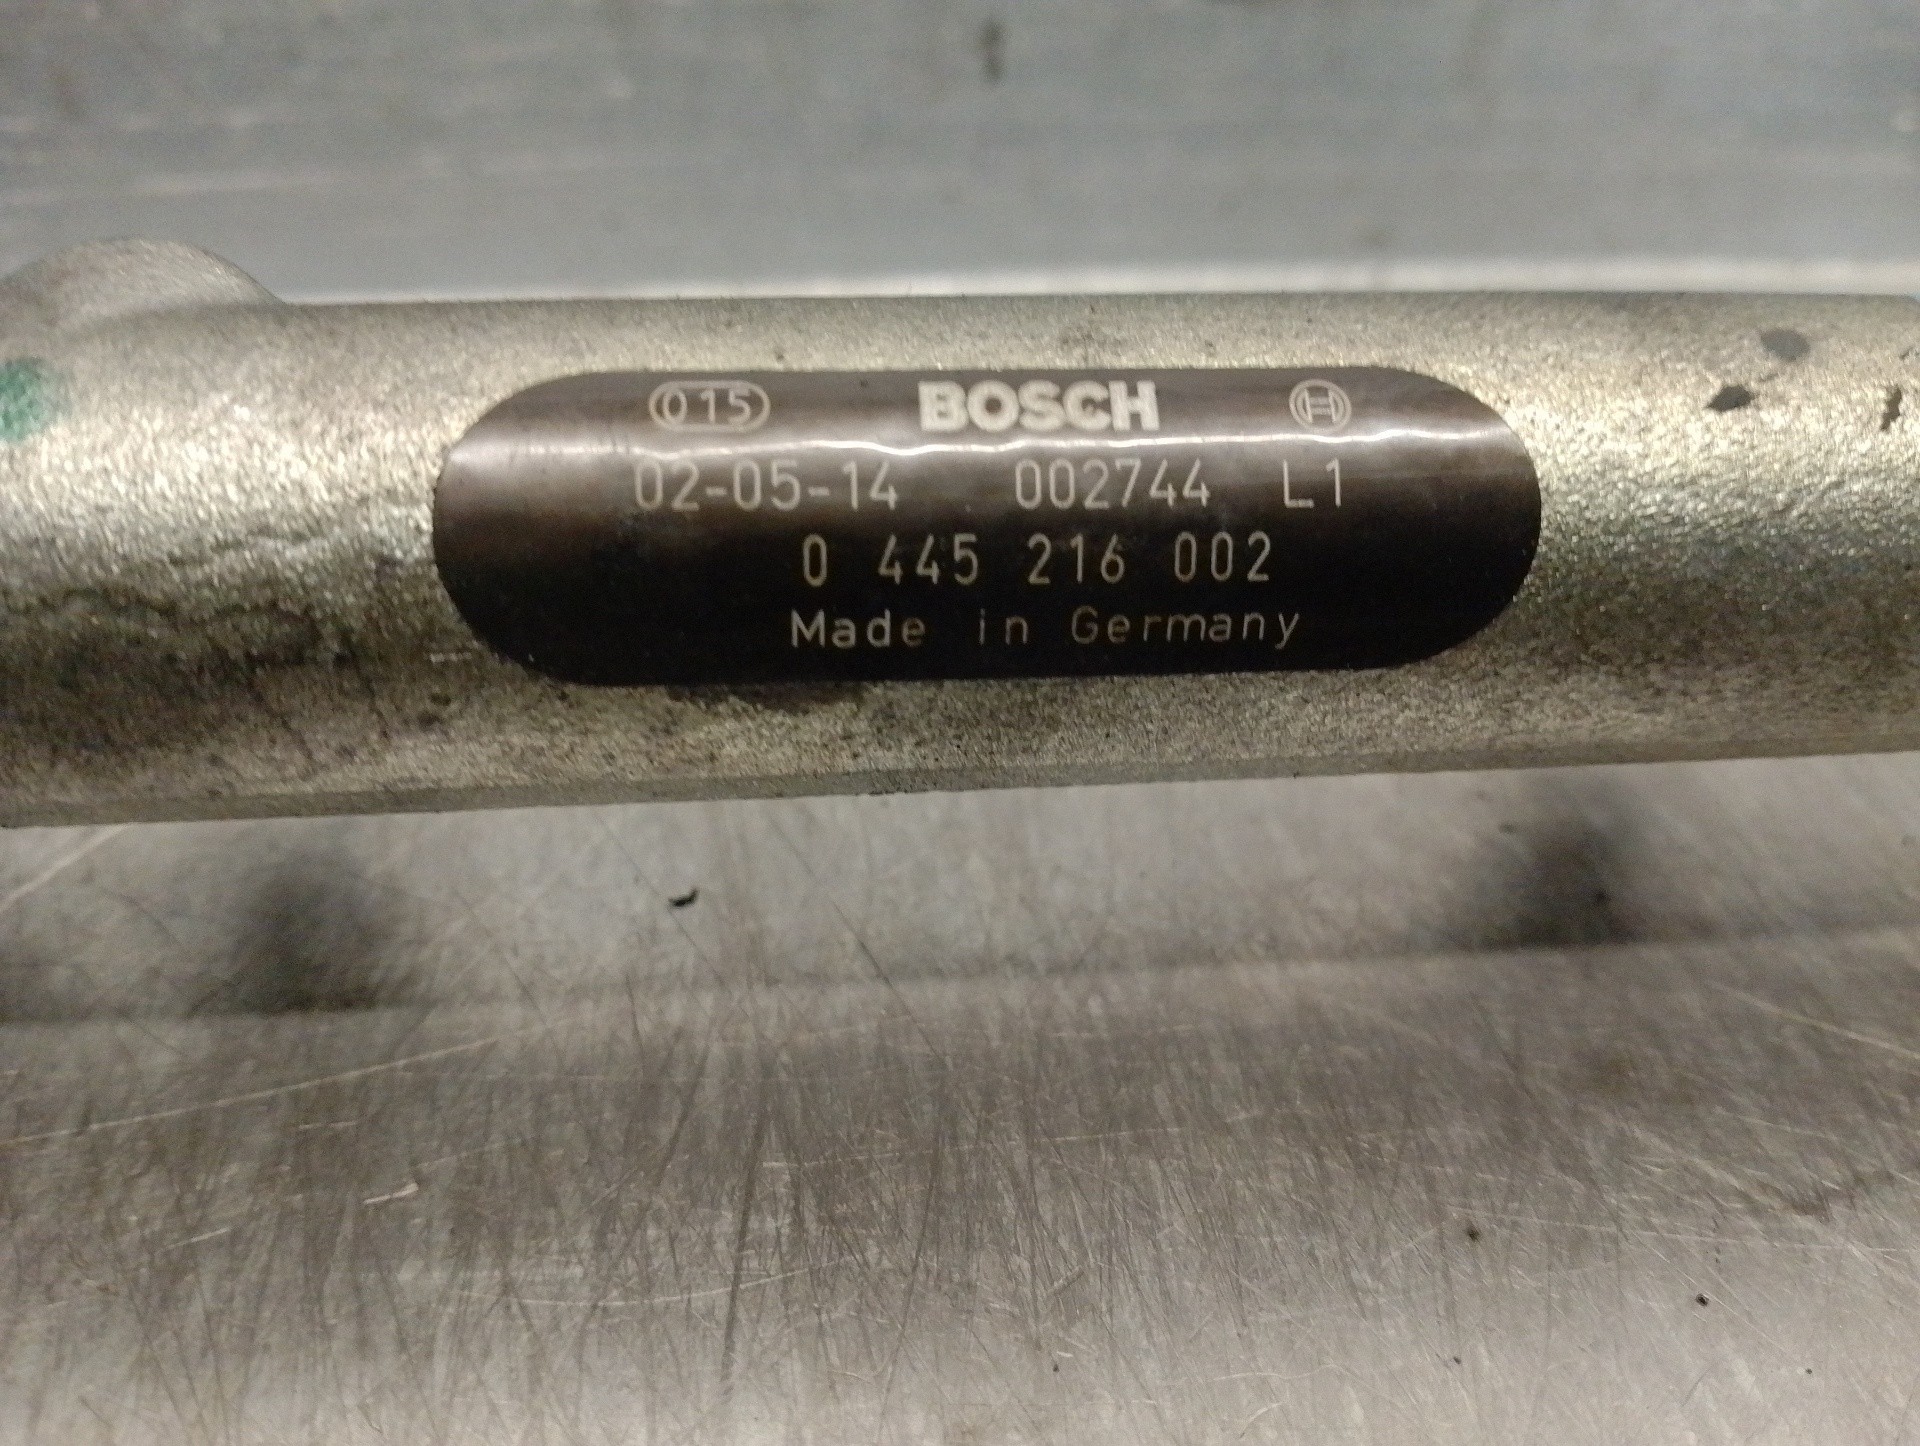 015 BOSCH
02-05-14 002744 L1
0 445 216 002
Made in Germany